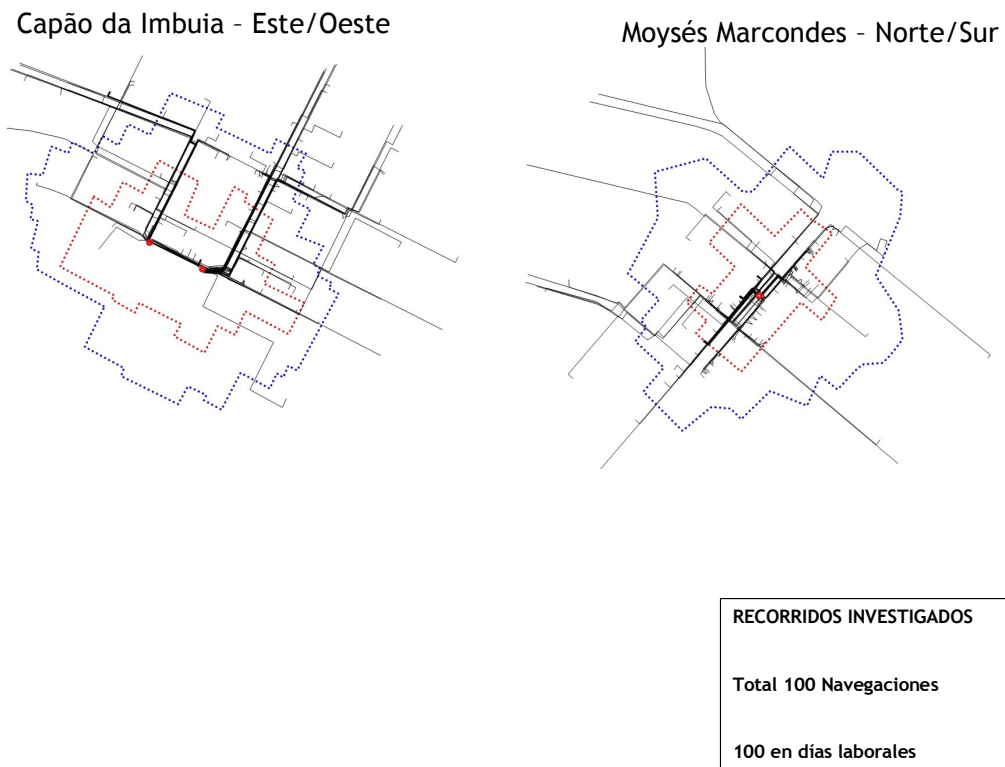 Capão da Imbuia - Este/Oeste
Moysés Marcondes - Norte/Sur
RECORRIDOS INVESTIGADOS
Total 100 Navegaciones
100 en días laborales